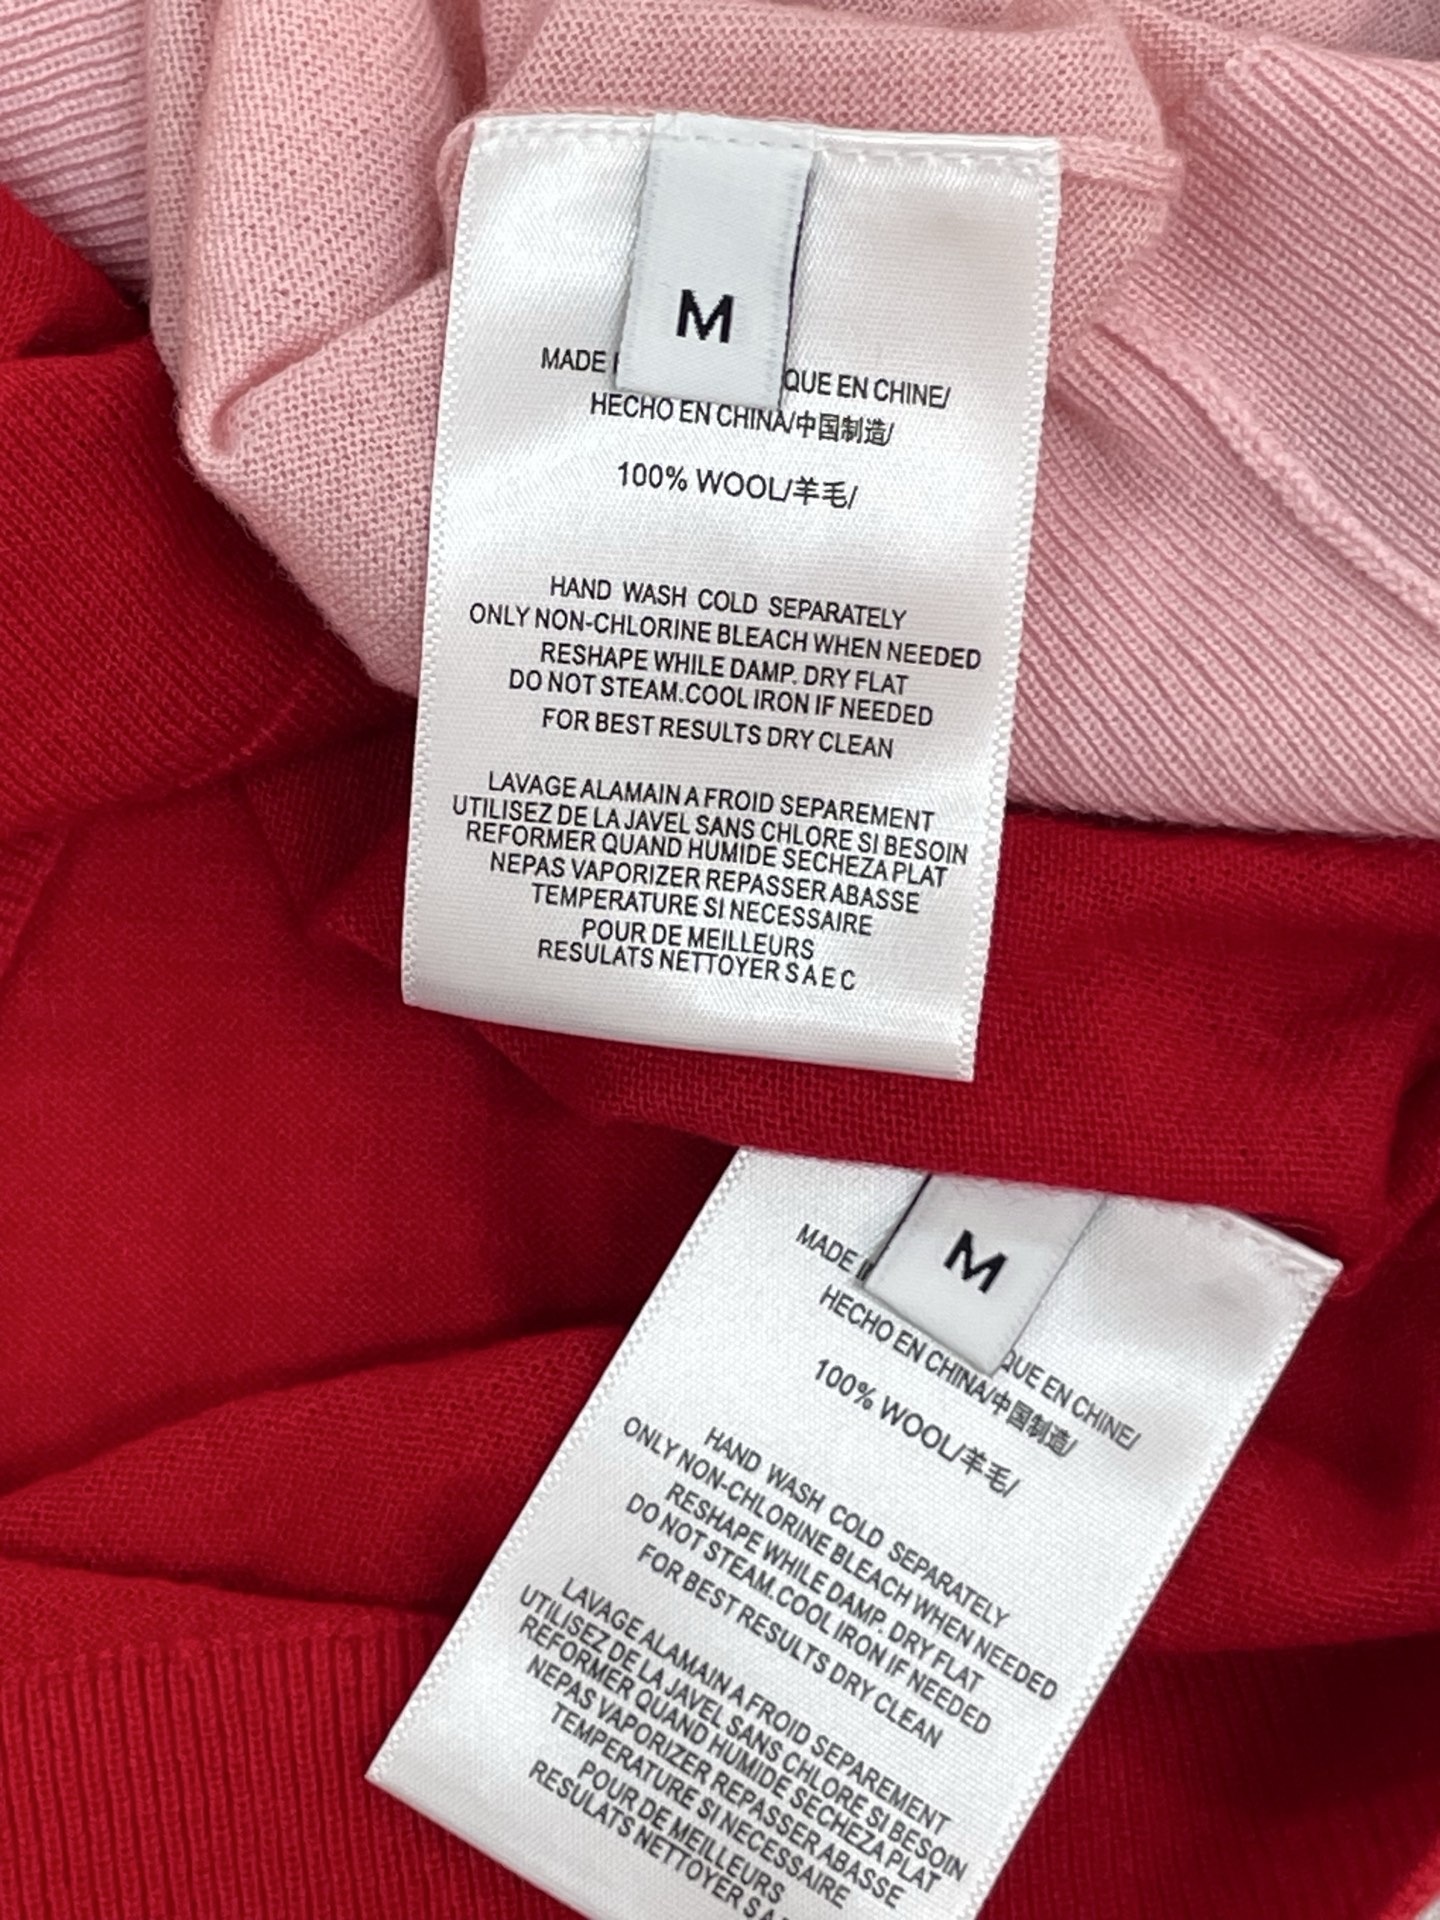 M
MADE
QUE EN CHINE/
HECHO EN CHINA/中国制造/
100% WOOL/羊毛/
HAND WASH COLD SEPARATELY
ONLY NON-CHLORINE BLEACH WHEN NEEDED
RESHAPE WHILE DAMP. DRY FLAT
DO NOT STEAM.COOL IRON IF NEEDED
FOR BEST RESULTS DRY CLEAN
LAVAGE ALAMAIN A FROID SEPAREMENT
UTILISEZ DE LA JAVEL SANS CHLORE SI BESOIN
REFORMER QUAND HUMIDE SECHEZA PLAT
NEPAS VAPORIZER REPASSER ABASSE
TEMPERATURE SI NECESSAIRE
POUR DE MEILLEURS
RESULATS NETTOYER S A E C
M
MADE
QUE EN CHINE/
HECHO EN CHINA/中国制造/
100% WOOL/羊毛/
HAND WASH COLD SEPARATELY
ONLY NON-CHLORINE BLEACH WHEN NEEDED
RESHAPE WHILE DAMP. DRY FLAT
DO NOT STEAM.COOL IRON IF NEEDED
FOR BEST RESULTS DRY CLEAN
LAVAGE ALAMAIN A FROID SEPAREMENT
UTILISEZ DE LA JAVEL SANS CHLORE SI BESOIN
REFORMER QUAND HUMIDE SECHEZA PLAT
NEPAS VAPORIZER REPASSER ABASSE
TEMPERATURE SI NECESSAIRE
POUR DE MEILLEURS
RESULATS NETTOYER S A